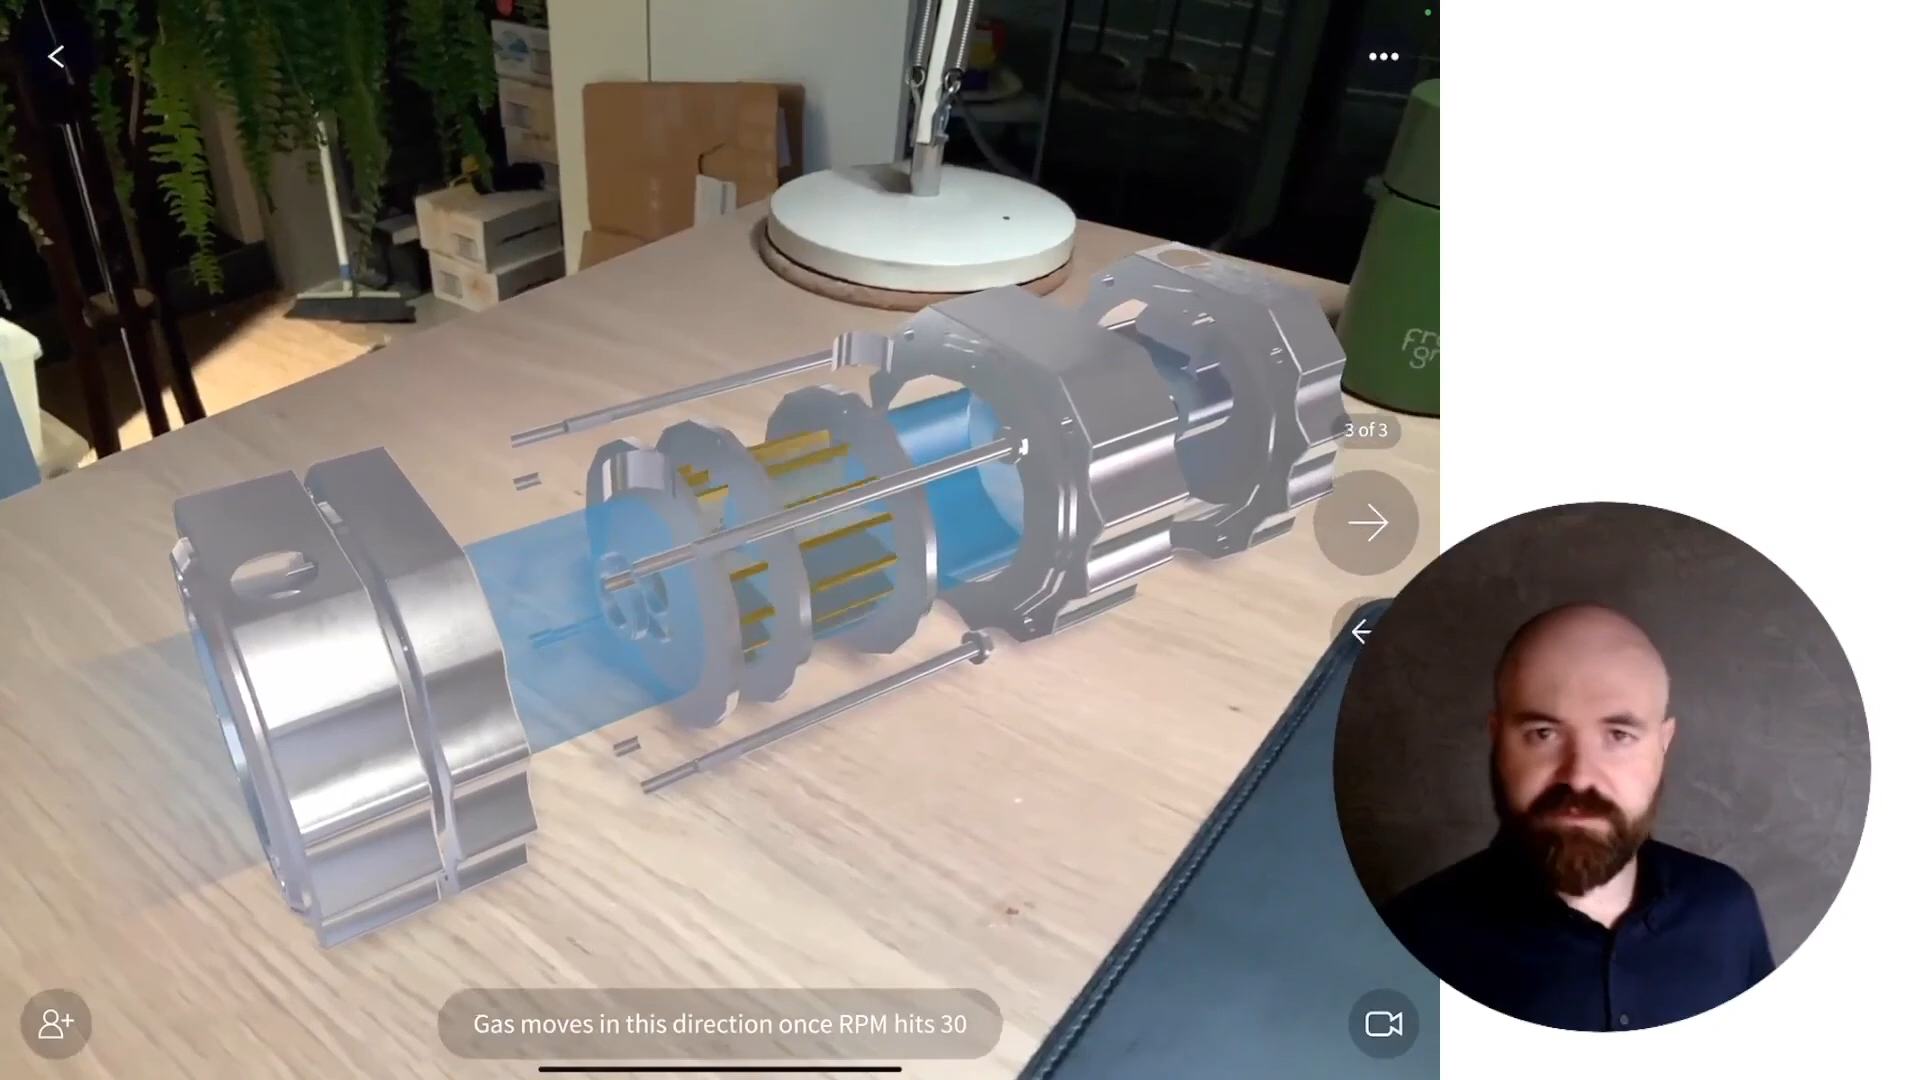 3 of 3
Gas moves in this direction once RPM hits 30